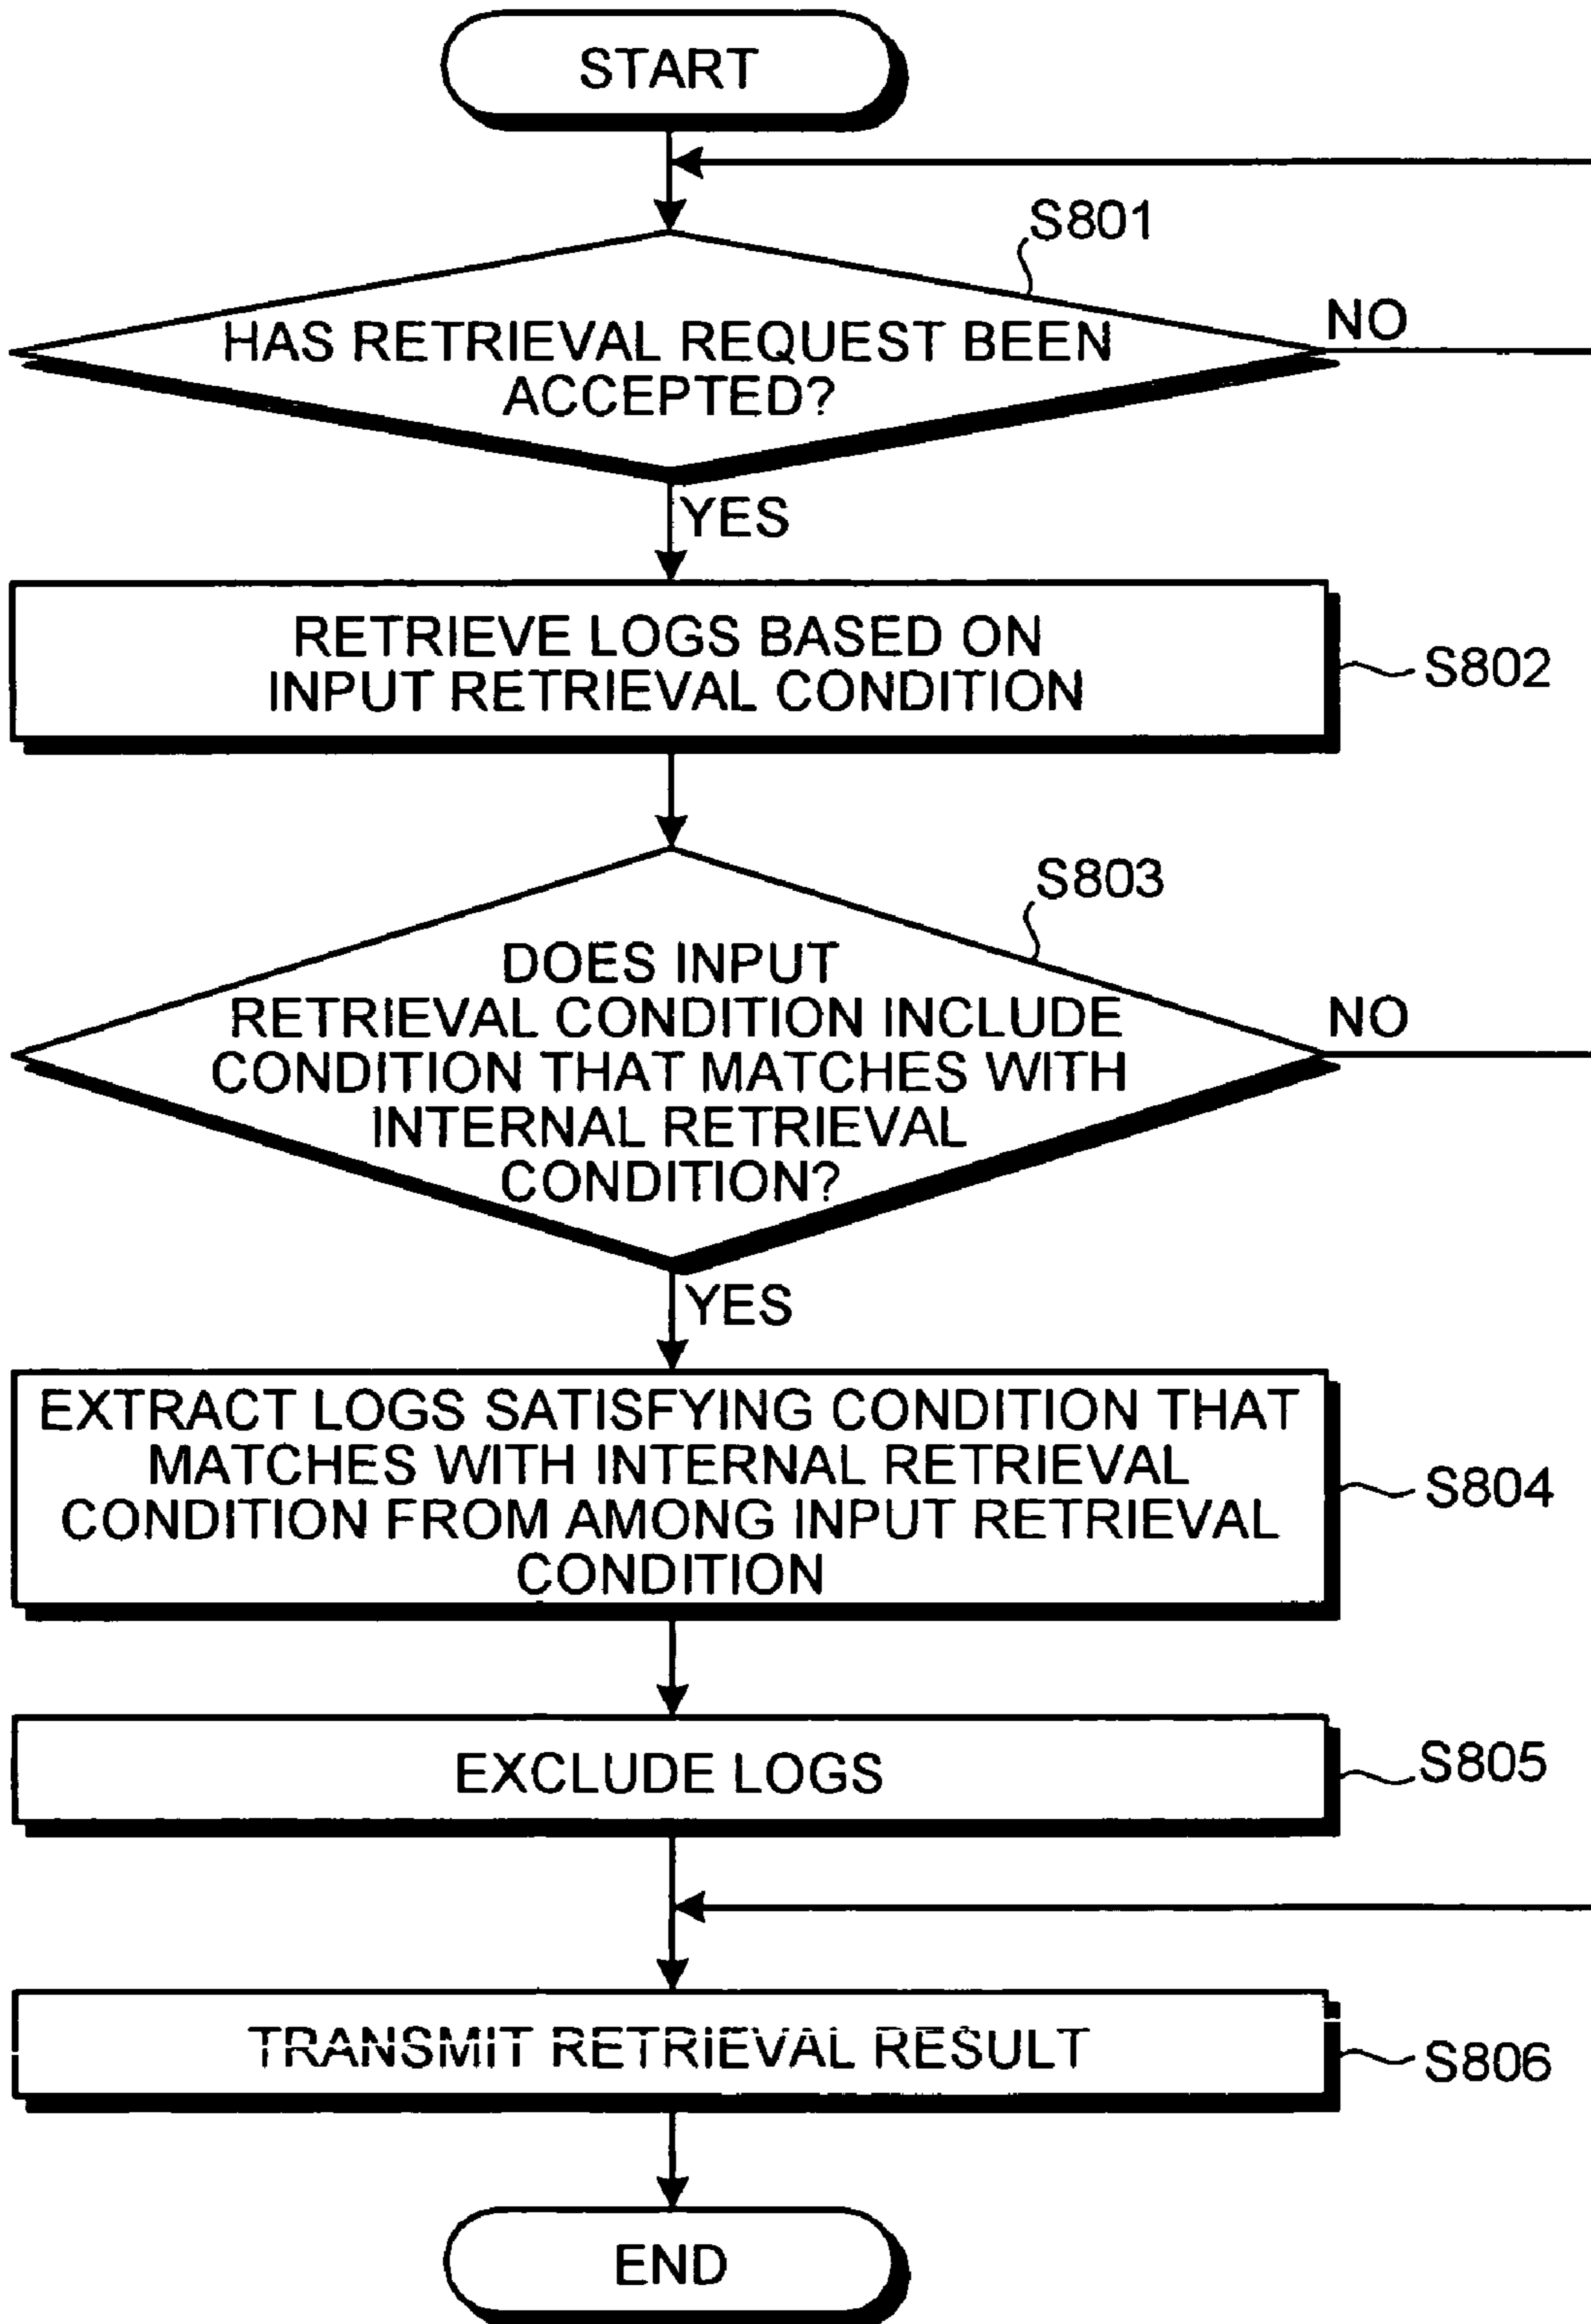 START
S801
HAS RETRIEVAL REQUEST BEEN
ACCEPTED?
NO
YES
RETRIEVE LOGS BASED ON
INPUT RETRIEVAL CONDITION
S802
S803
DOES INPUT
RETRIEVAL CONDITION INCLUDE
CONDITION THAT MATCHES WITH
INTERNAL RETRIEVAL
CONDITION?
NO
YES
EXTRACT LOGS SATISFYING CONDITION THAT
MATCHES WITH INTERNAL RETRIEVAL
CONDITION FROM AMONG INPUT RETRIEVAL
CONDITION
S804
EXCLUDE LOGS
S805
TRANSMIT RETRIEVAL RESULT
S806
END